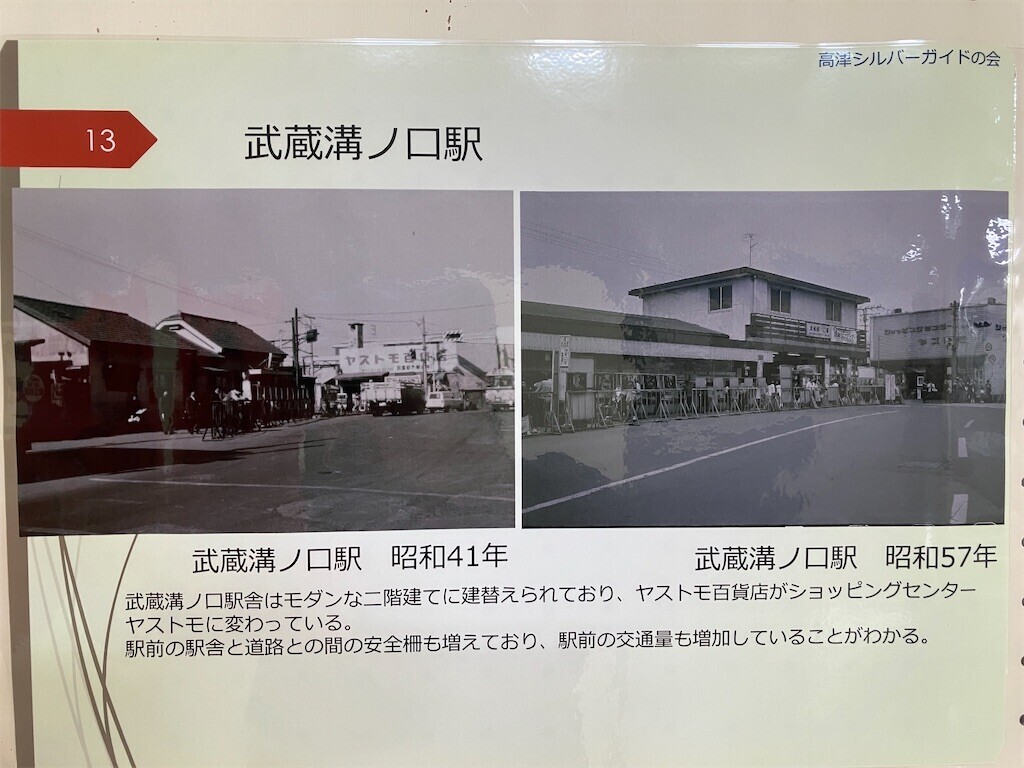 高津シルバーガイドの会
13
武蔵溝ノ口駅
ヤストモ百貨店
武蔵溝ノ口駅　昭和41年
武蔵溝ノ口駅　昭和57年
武蔵溝ノ口駅舎はモダンな二階建てに建替えられており、ヤストモ百貨店がショッピングセンター
ヤストモに変わっている。
駅前の駅舎と道路との間の安全柵も増えており、駅前の交通量も増加していることがわかる。